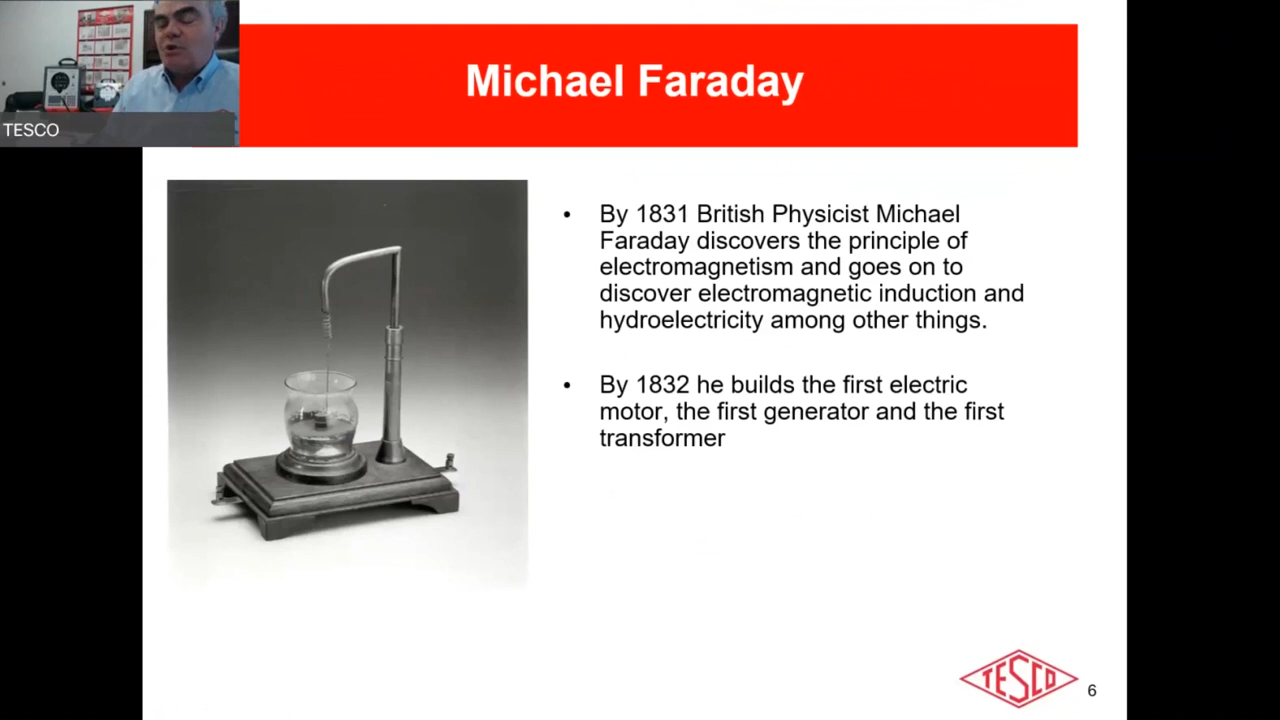 TESCO
Michael Faraday
• By 1831 British Physicist Michael
Faraday discovers the principle of
electromagnetism and goes on to
discover electromagnetic induction and
hydroelectricity among other things.
• By 1832 he builds the first electric
motor, the first generator and the first
transformer
TESCO
6